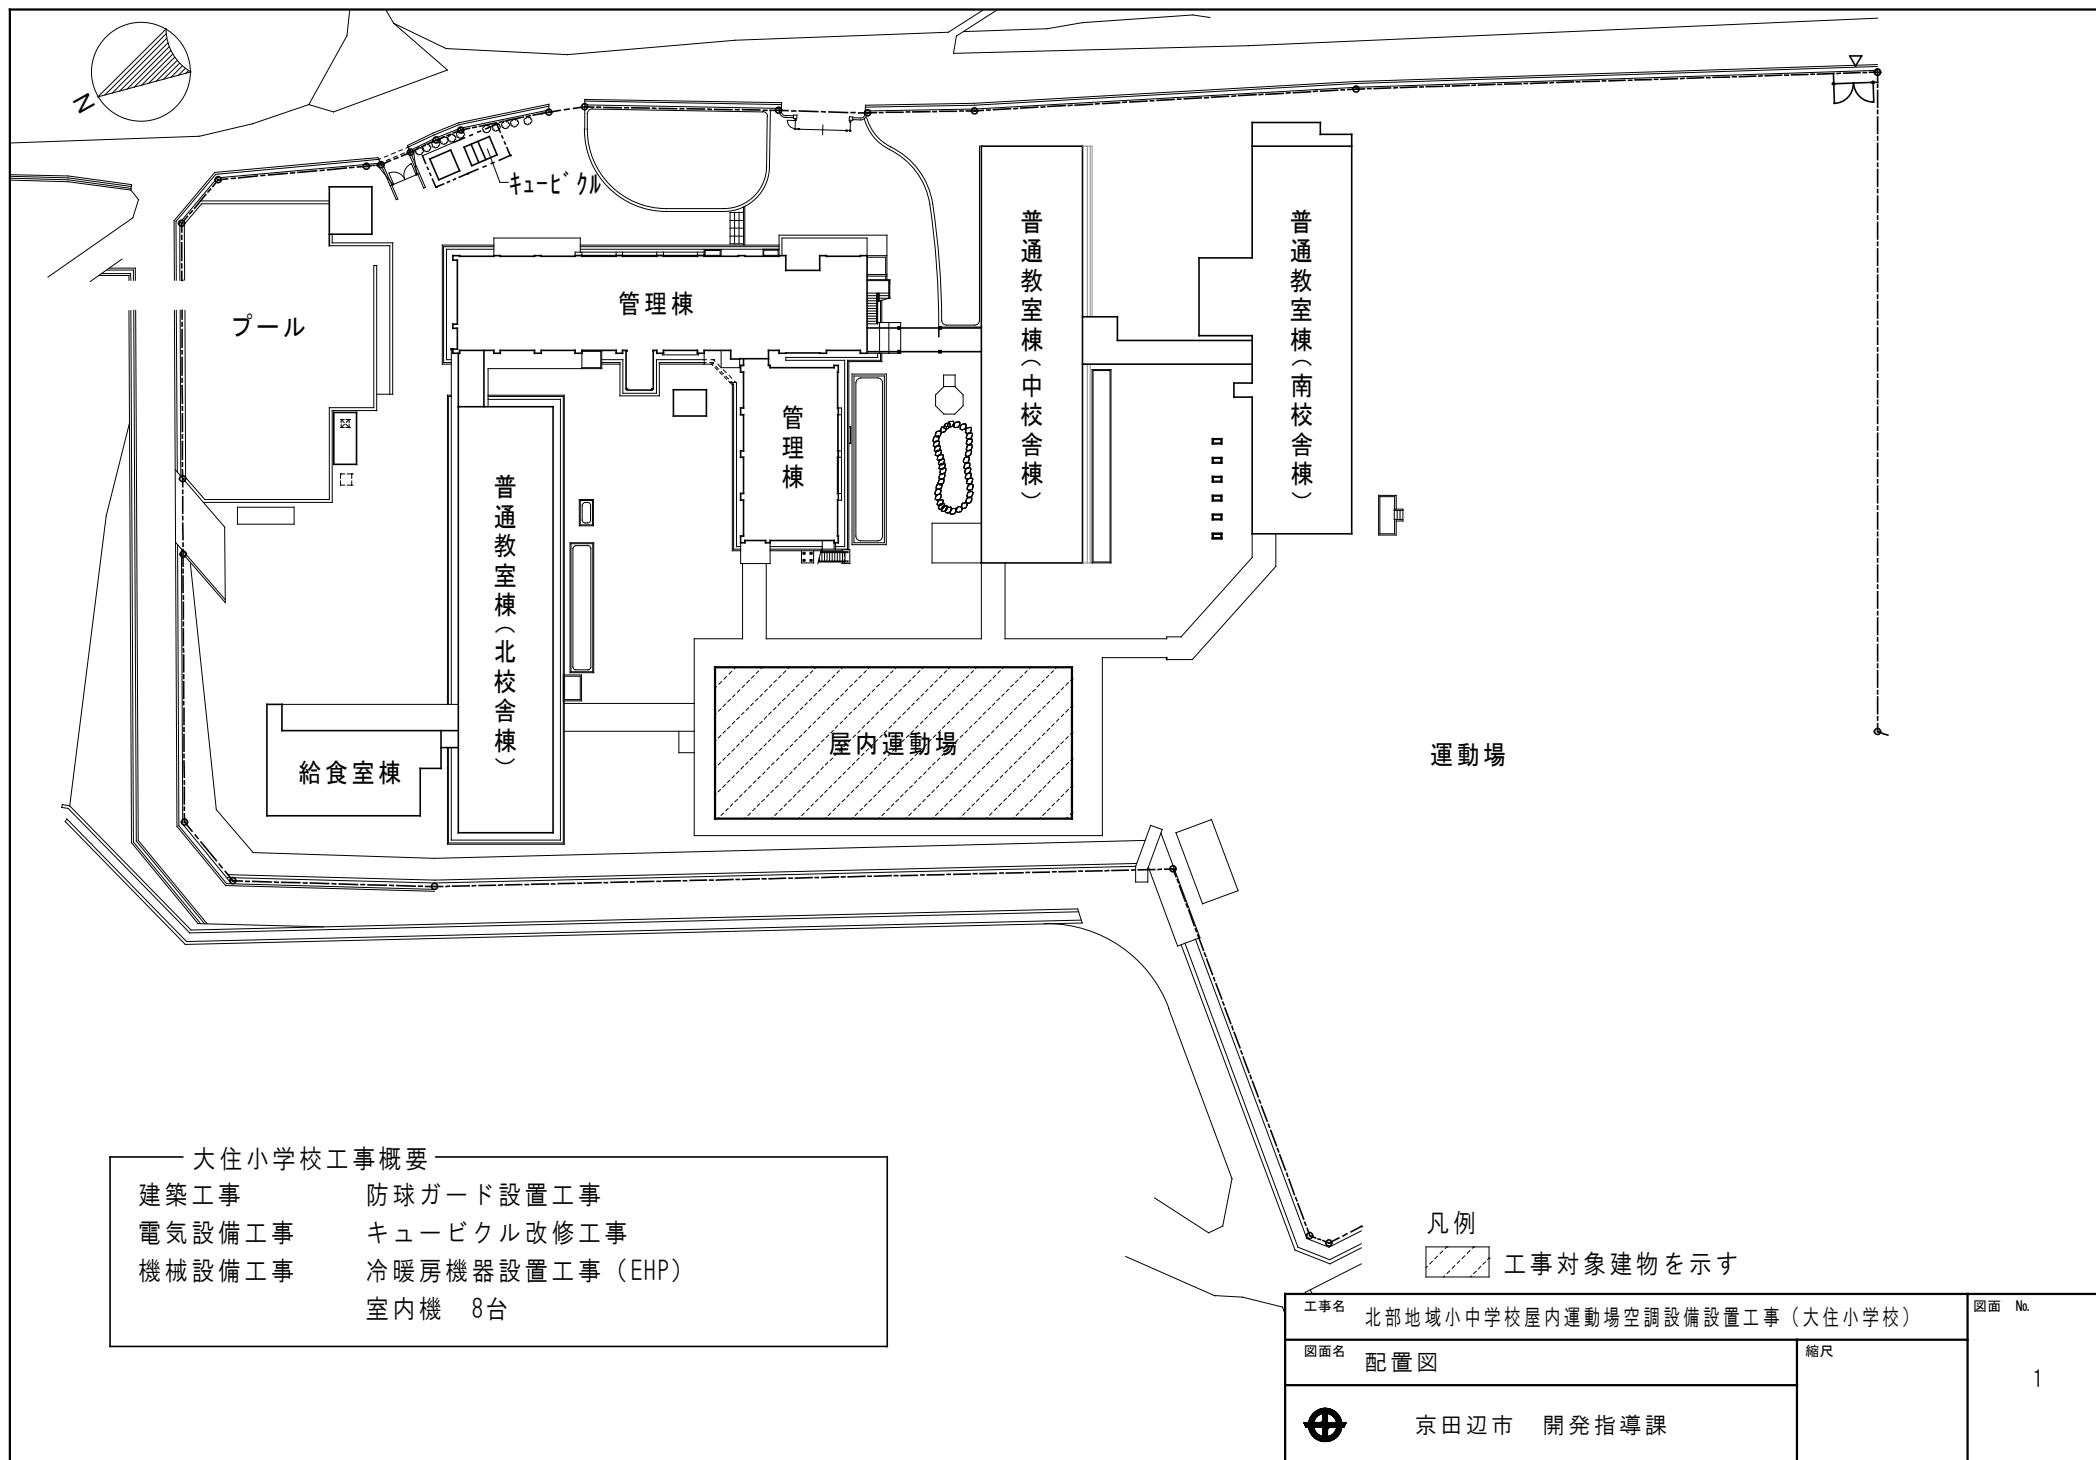 N
キュービクル
プール
管理棟
管理棟
普通教室棟(中校舎棟)
普通教室棟(南校舎棟)
普通教室棟(北校舎棟)
給食室棟
屋内運動場
運動場
大住小学校工事概要
建築工事 防球ガード設置工事
電気設備工事 キュービクル改修工事
機械設備工事 冷暖房機器設置工事(EHP)
室内機 8台
凡例
工事対象建物を示す
工事名 北部地域小中学校屋内運動場空調設備設置工事(大住小学校)
図面 No.
図面名 配置図
縮尺
1
京田辺市 開発指導課